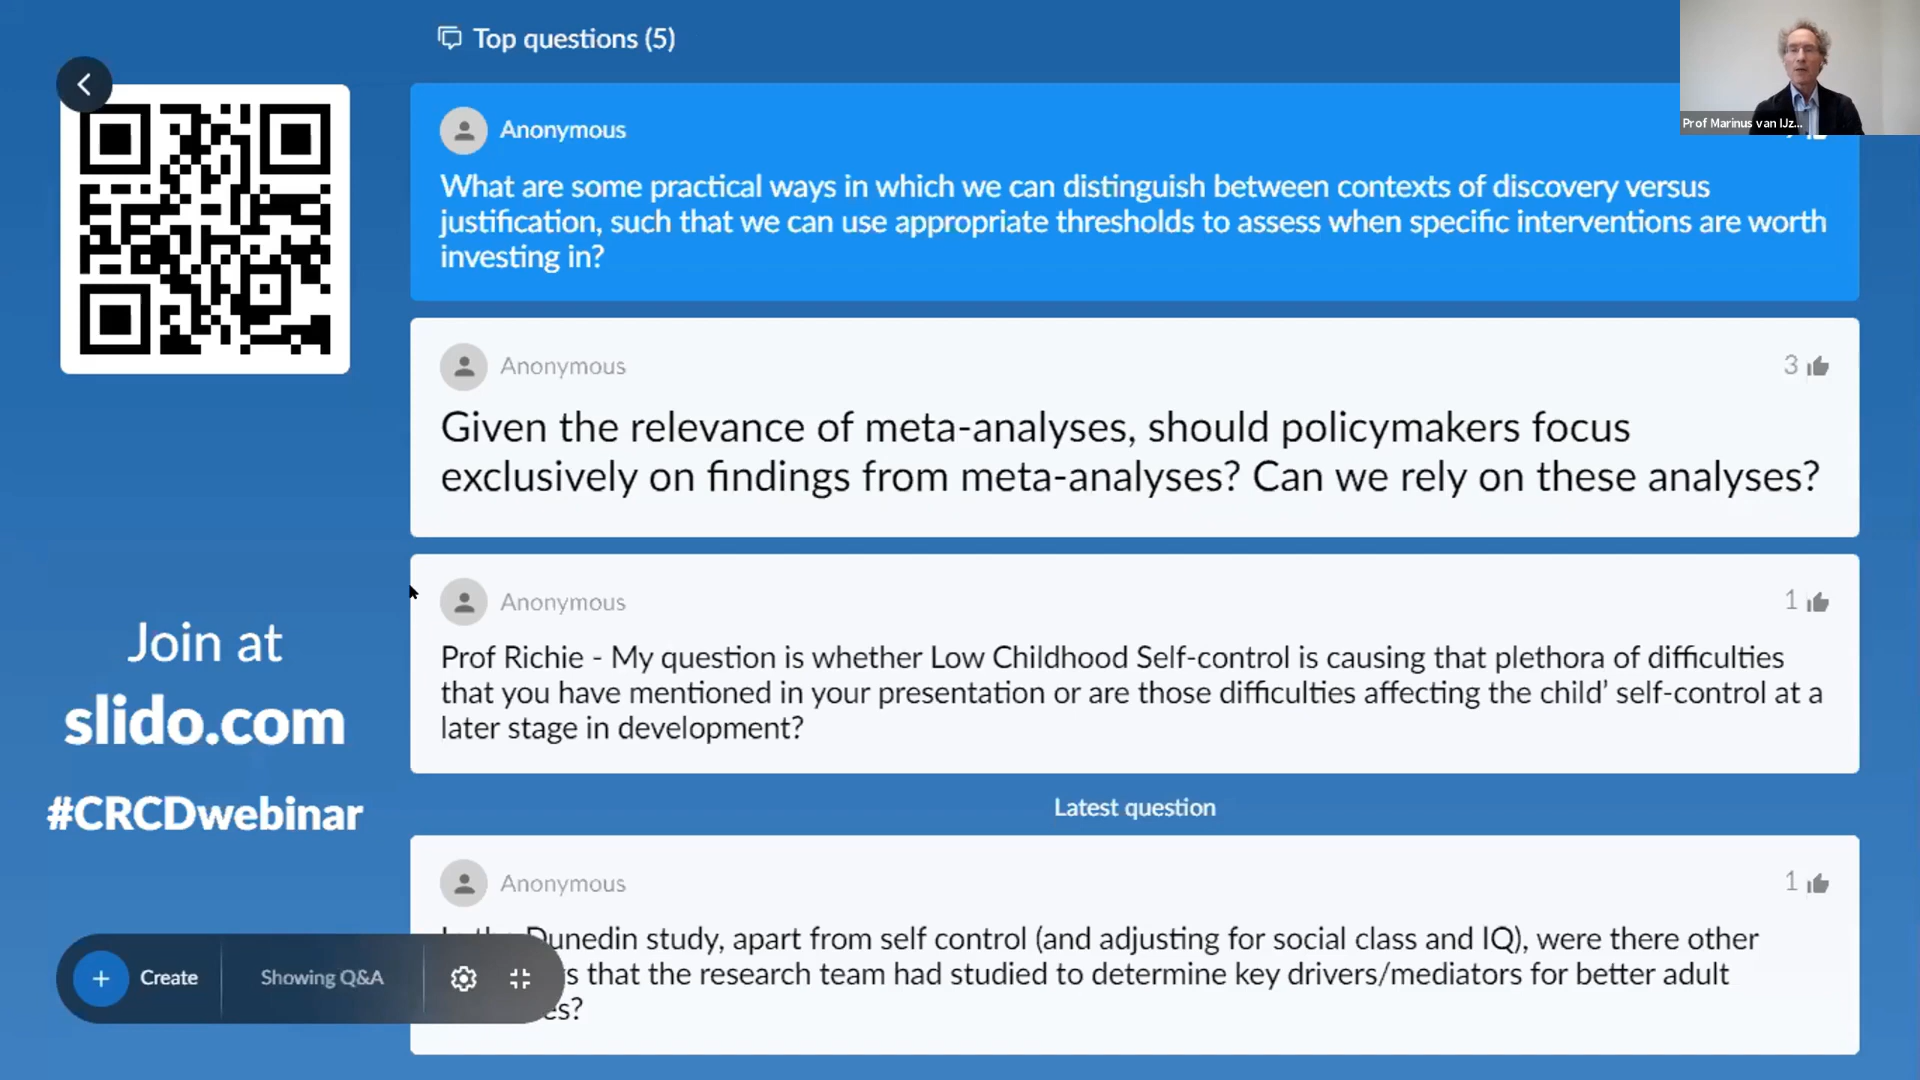 Top questions (5)
Prof Marinus van IJz...
Anonymous
What are some practical ways in which we can distinguish between contexts of discovery versus
justification, such that we can use appropriate thresholds to assess when specific interventions are worth
investing in?
Anonymous
3
Given the relevance of meta-analyses, should policymakers focus
exclusively on findings from meta-analyses? Can we rely on these analyses?
Anonymous
1
Prof Richie - My question is whether Low Childhood Self-control is causing that plethora of difficulties
that you have mentioned in your presentation or are those difficulties affecting the child’ self-control at a
later stage in development?
Join at
slido.com
#CRCDwebinar
Latest question
Anonymous
1
Dunedin study, apart from self control (and adjusting for social class and IQ), were there other
that the research team had studied to determine key drivers/mediators for better adult
Create
Showing Q&A